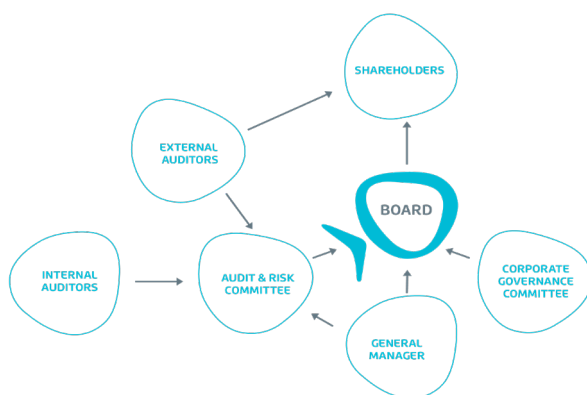 SHAREHOLDERS
EXTERNAL
AUDITORS
BOARD
INTERNAL
AUDITORS
AUDIT & RISK
COMMITTEE
CORPORATE
GOVERNANCE
COMMITTEE
GENERAL
MANAGER